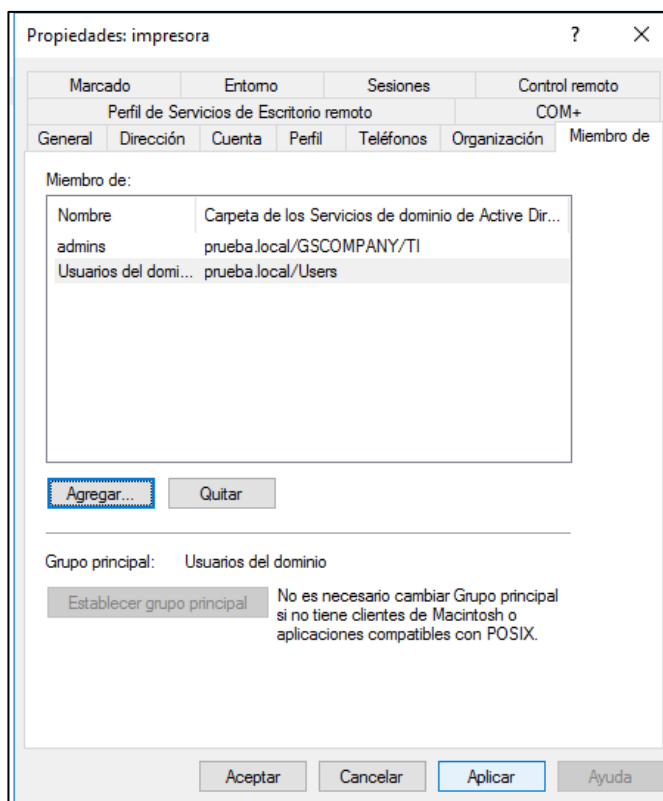 Propiedades: impresora ?
Marcado Entorno Sesiones Control remoto
Perfil de Servicios de Escritorio remoto COM+
General Dirección Cuenta Perfil Teléfonos Organización Miembro de
Miembro de:
Nombre Carpeta de los Servicios de dominio de Active Dir...
admins prueba.local/GSCOMPANY/TI
Usuarios del domi... prueba.local/Users
Agregar... Quitar
Grupo principal: Usuarios del dominio
Establecer grupo principal No es necesario cambiar Grupo principal
si no tiene clientes de Macintosh o
aplicaciones compatibles con POSIX.
Aceptar Cancelar Aplicar Ayuda